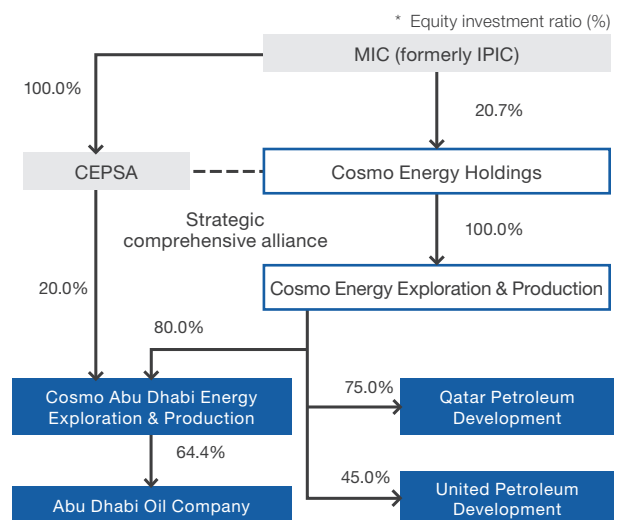 * Equity investment ratio (%)
MIC (formerly IPIC)
100.0%
20.7%
CEPSA
Cosmo Energy Holdings
Strategic
comprehensive alliance
100.0%
20.0%
Cosmo Energy Exploration & Production
80.0%
Cosmo Abu Dhabi Energy
Exploration & Production
75.0%
Qatar Petroleum
Development
64.4%
45.0%
Abu Dhabi Oil Company
United Petroleum
Development